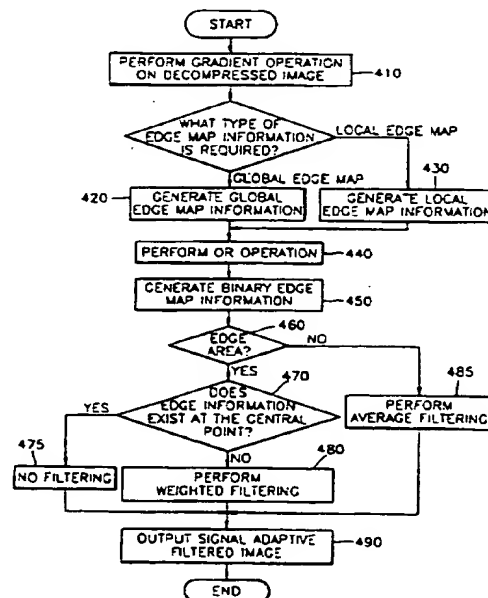 START
PERFORM GRADIENT OPERATION
ON DECOMPRESSED IMAGE
410
WHAT TYPE OF
EDGE MAP INFORMATION
IS REQUIRED?
LOCAL EDGE MAP
GLOBAL EDGE MAP
420
GENERATE GLOBAL
EDGE MAP INFORMATION
430
GENERATE LOCAL
EDGE MAP INFORMATION
PERFORM OR OPERATION
440
GENERATE BINARY EDGE
MAP INFORMATION
450
460
EDGE
AREA?
NO
YES
470
DOES
EDGE INFORMATION
EXIST AT THE CENTRAL
POINT?
YES
485
PERFORM
AVERAGE FILTERING
475
NO FILTERING
NO
480
PERFORM
WEIGHTED FILTERING
OUTPUT SIGNAL ADAPTIVE
FILTERED IMAGE
490
END